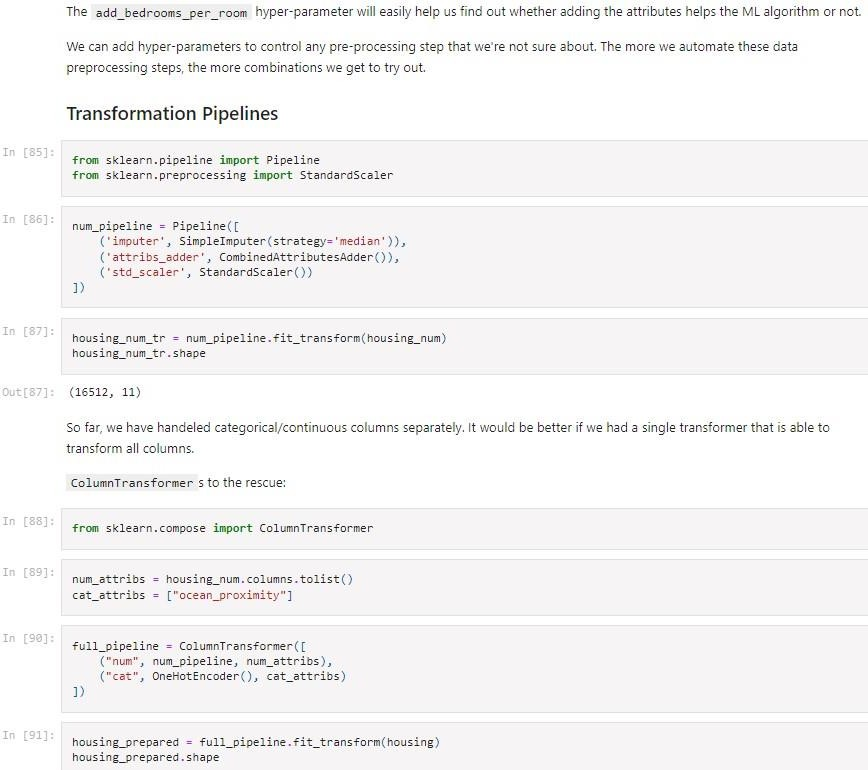 The add_bedrooms_per_room hyper-parameter will easily help us find out whether adding the attributes helps the ML algorithm or not.
We can add hyper-parameters to control any pre-processing step that we're not sure about. The more we automate these data
preprocessing steps, the more combinations we get to try out.
Transformation Pipelines
In [85]:
from sklearn.pipeline import Pipeline
from sklearn.preprocessing import StandardScaler
In [86]:
num_pipeline = Pipeline([
    ('imputer', SimpleImputer(strategy='median')),
    ('attribs_adder', CombinedAttributesAdder()),
    ('std_scaler', StandardScaler())
])
In [87]:
housing_num_tr = num_pipeline.fit_transform(housing_num)
housing_num_tr.shape
Out[87]: (16512, 11)
So far, we have handeled categorical/continuous columns separately. It would be better if we had a single transformer that is able to
transform all columns.
ColumnTransformer s to the rescue:
In [88]:
from sklearn.compose import ColumnTransformer
In [89]:
num_attribs = housing_num.columns.tolist()
cat_attribs = ["ocean_proximity"]
In [90]:
full_pipeline = ColumnTransformer([
    ("num", num_pipeline, num_attribs),
    ("cat", OneHotEncoder(), cat_attribs)
])
In [91]:
housing_prepared = full_pipeline.fit_transform(housing)
housing_prepared.shape